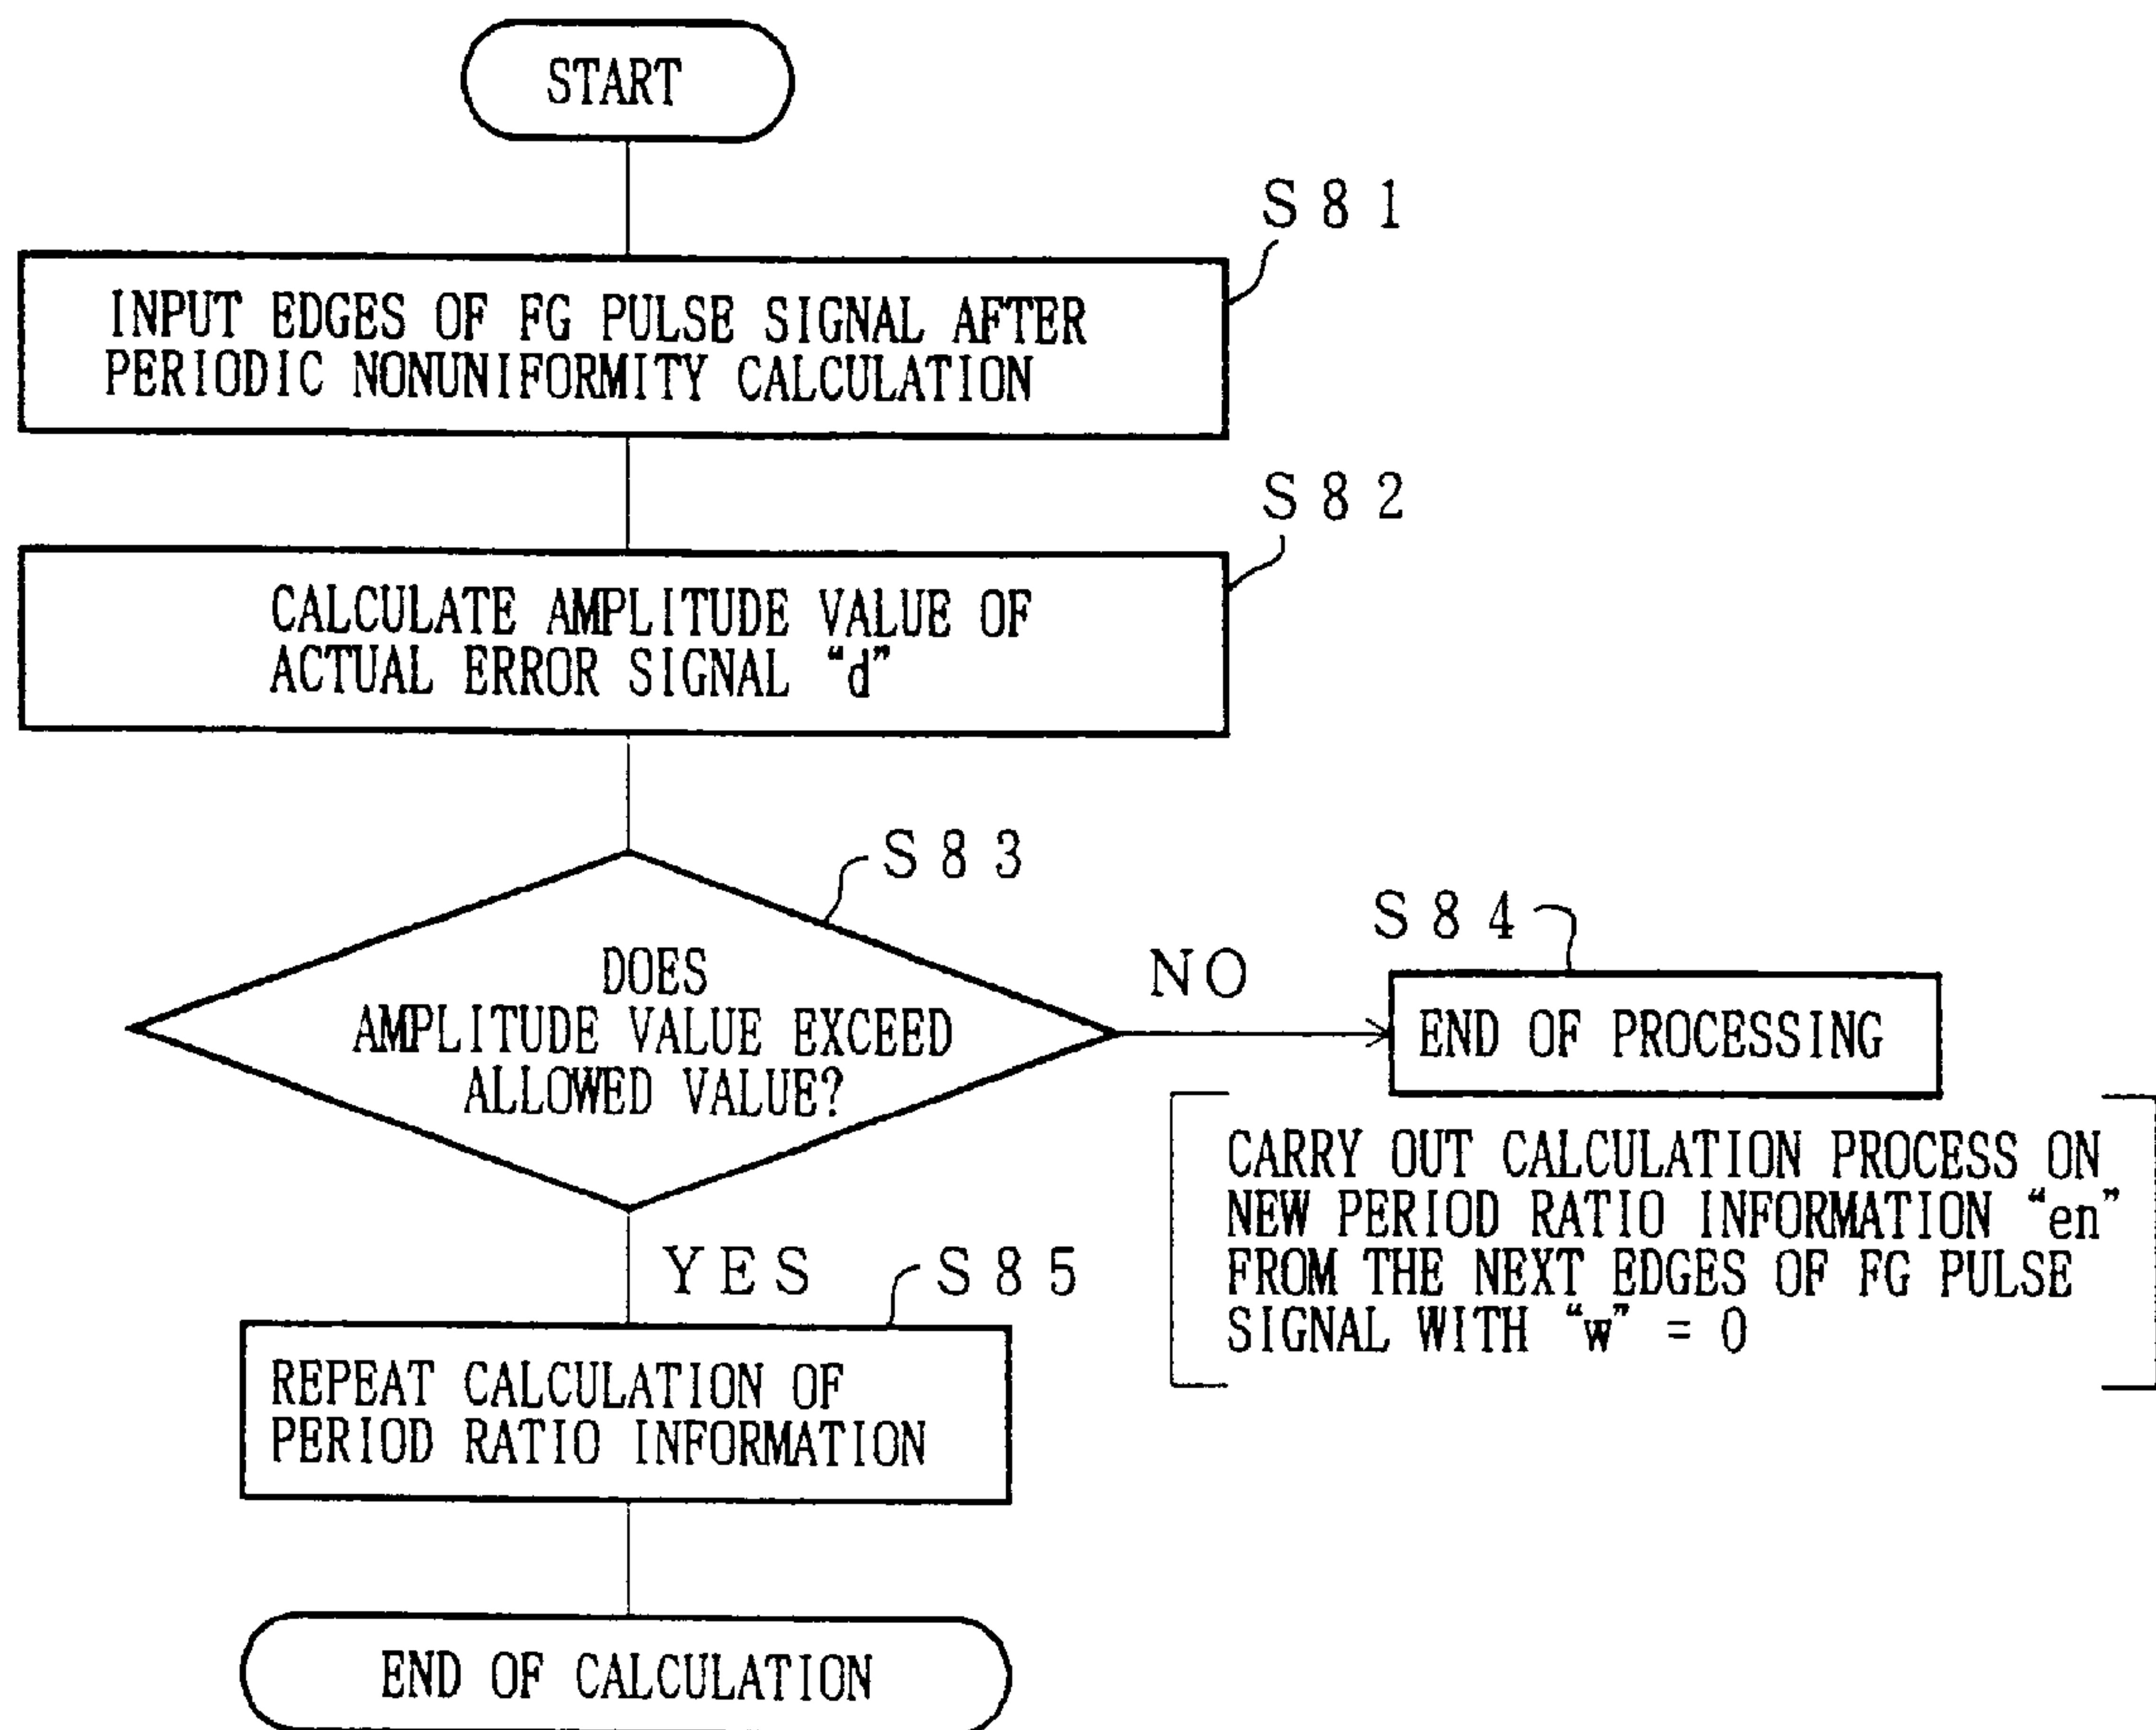 START
S81
INPUT EDGES OF FG PULSE SIGNAL AFTER
PERIODIC NONUNIFORMITY CALCULATION
S82
CALCULATE AMPLITUDE VALUE OF
ACTUAL ERROR SIGNAL “d”
S83
DOES
AMPLITUDE VALUE EXCEED
ALLOWED VALUE?
NO
S84
END OF PROCESSING
CARRY OUT CALCULATION PROCESS ON
NEW PERIOD RATIO INFORMATION “en”
FROM THE NEXT EDGES OF FG PULSE
SIGNAL WITH “w” = 0
YES
S85
REPEAT CALCULATION OF
PERIOD RATIO INFORMATION
END OF CALCULATION